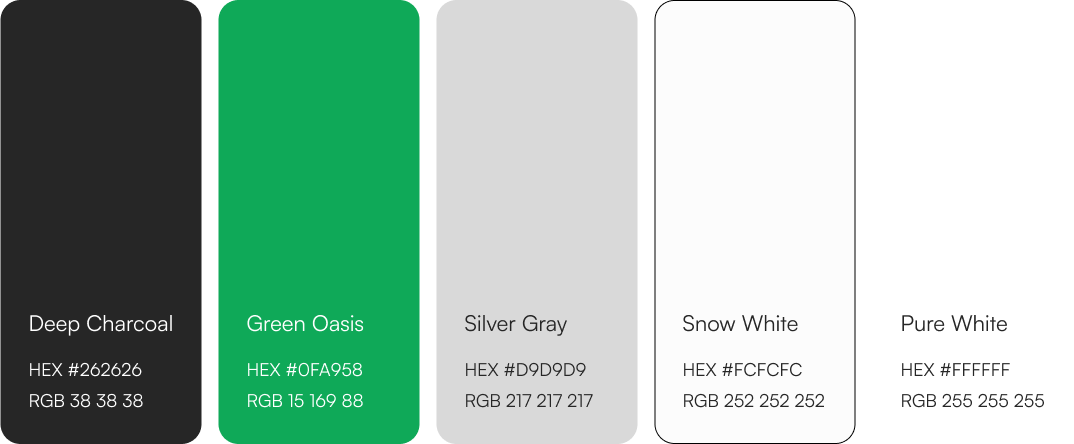 Deep Charcoal
HEX #262626
RGB 38 38 38
Green Oasis
HEX #0FA958
RGB 15 169 88
Silver Gray
HEX #D9D9D9
RGB 217 217 217
Snow White
HEX #FCFCFC
RGB 252 252 252
Pure White
HEX #FFFFFF
RGB 255 255 255